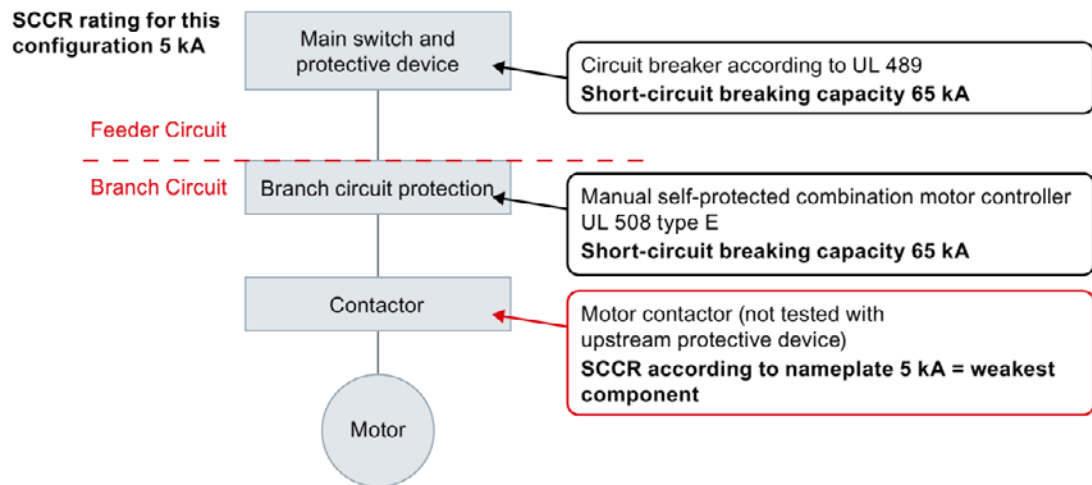 SCCR rating for this
configuration 5 kA
Main switch and
protective device
Circuit breaker according to UL 489
Short-circuit breaking capacity 65 kA
Feeder Circuit
Branch Circuit
Branch circuit protection
Manual self-protected combination motor controller
UL 508 type E
Short-circuit breaking capacity 65 kA
Contactor
Motor contactor (not tested with
upstream protective device)
SCCR according to nameplate 5 kA = weakest
component
Motor